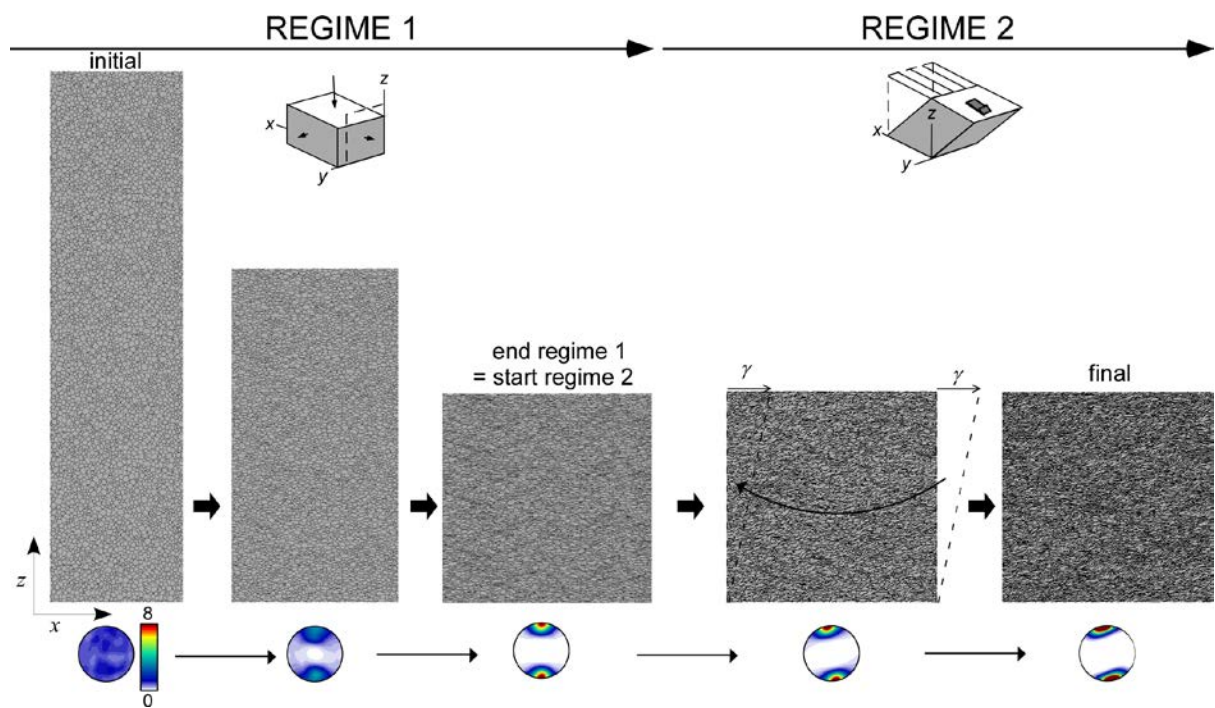 REGIME 1
REGIME 2
initial
z
x
y
z
x
y
end regime 1
= start regime 2
γ
γ
final
z
x
8
0